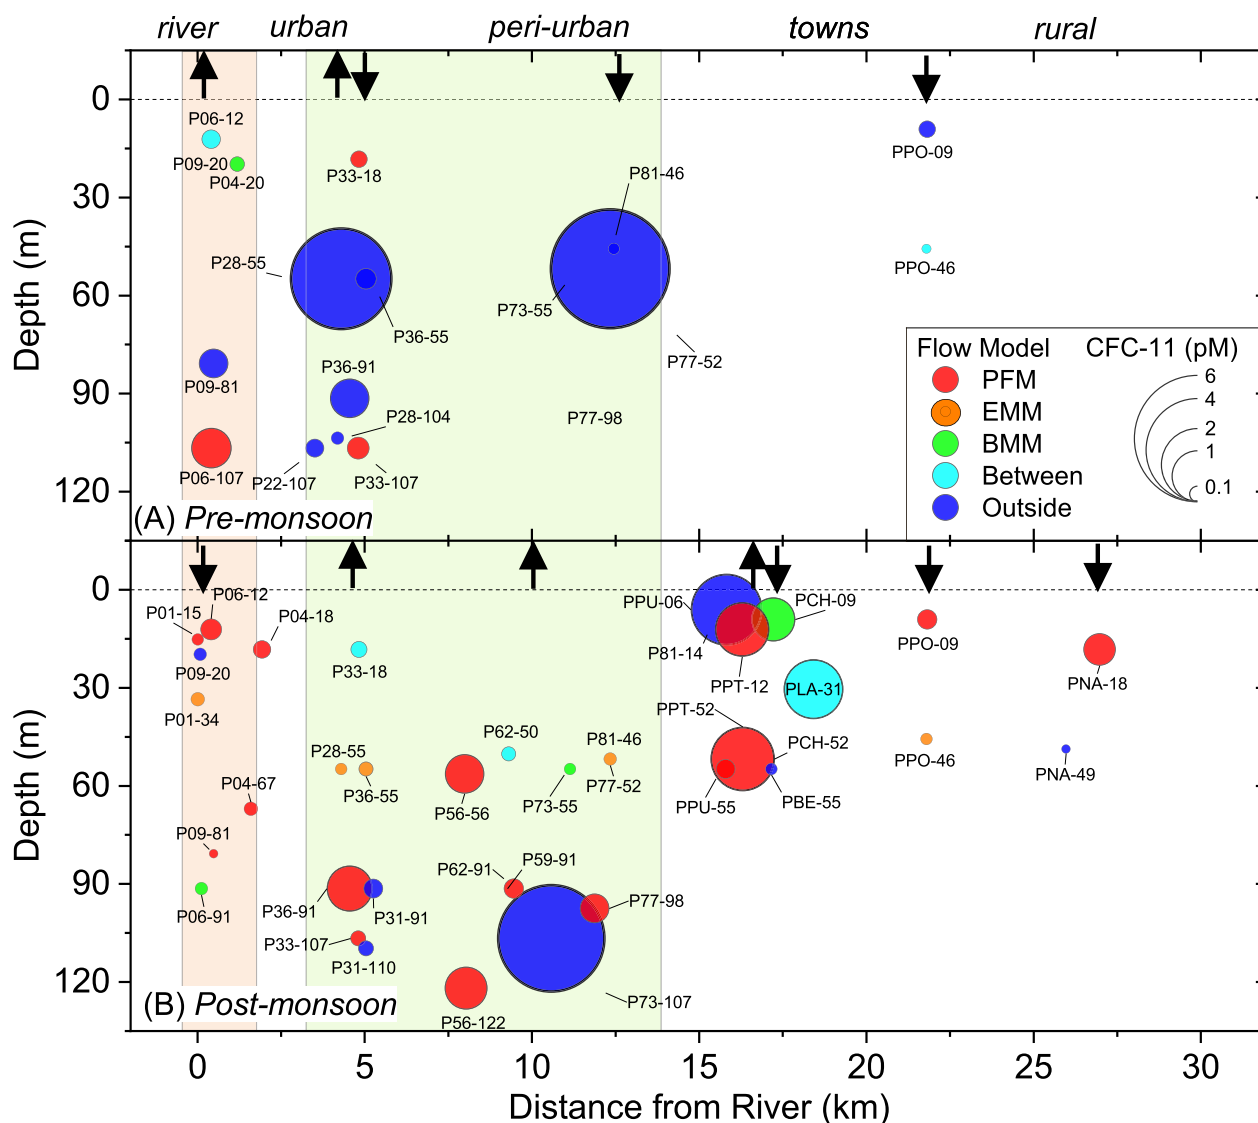 river urban peri-urban towns rural
0
30
60
90
120
Depth (m)
P06-12
P09-20
P04-20
P33-18
P81-46
PPO-09
P28-55
P36-55
P73-55
P77-52
PPO-46
P09-81
P36-91
P28-104
P77-98
P06-107
P22-107
P33-107
(A) Pre-monsoon
Flow Model CFC-11 (pM)
PFM
EMM
BMM
Between
Outside
6
4
2
1
0.1
0
30
60
90
120
Depth (m)
P01-15
P06-12
P04-18
P09-20
P33-18
P01-34
PPU-06
PCH-09
P81-14
PPT-12
PLA-31
PPO-09
PNA-18
PPT-52
P28-55
P36-55
P62-50
P81-46
P77-52
P73-55
P56-56
PCH-52
PPU-55
PBE-55
PPO-46
PNA-49
P04-67
P09-81
P06-91
P36-91
P31-91
P62-91
P59-91
P77-98
P33-107
P31-110
P73-107
P56-122
(B) Post-monsoon
0 5 10 15 20 25 30
Distance from River (km)